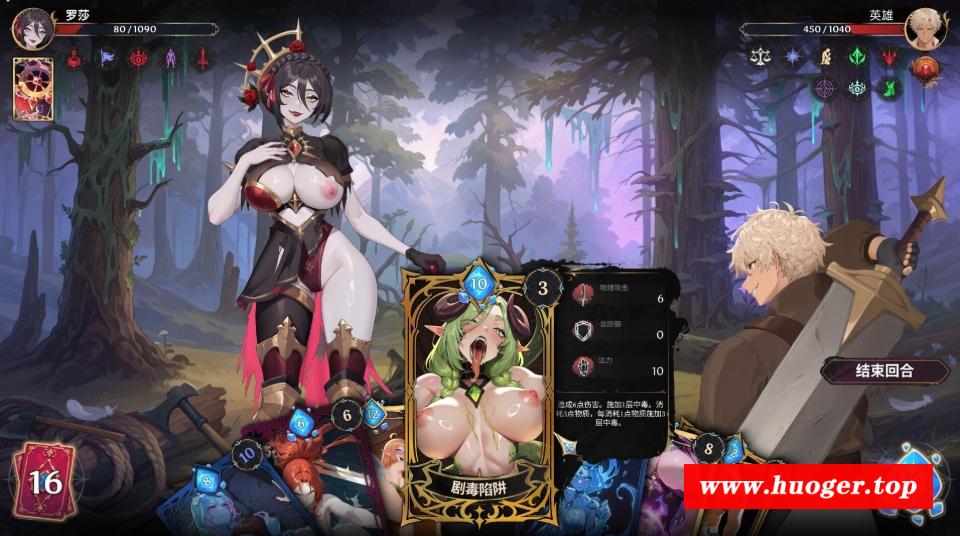 罗莎
80/1090
英雄
450/1040
10
3
物理攻击
6
总防御
0
法力
10
造成6点伤害。施加1层中毒。消
耗3点物质，每消耗1点物质施加3
层中毒。
结束回合
6
12
6
10
8
8
16
剧毒陷阱
www.huoger.top